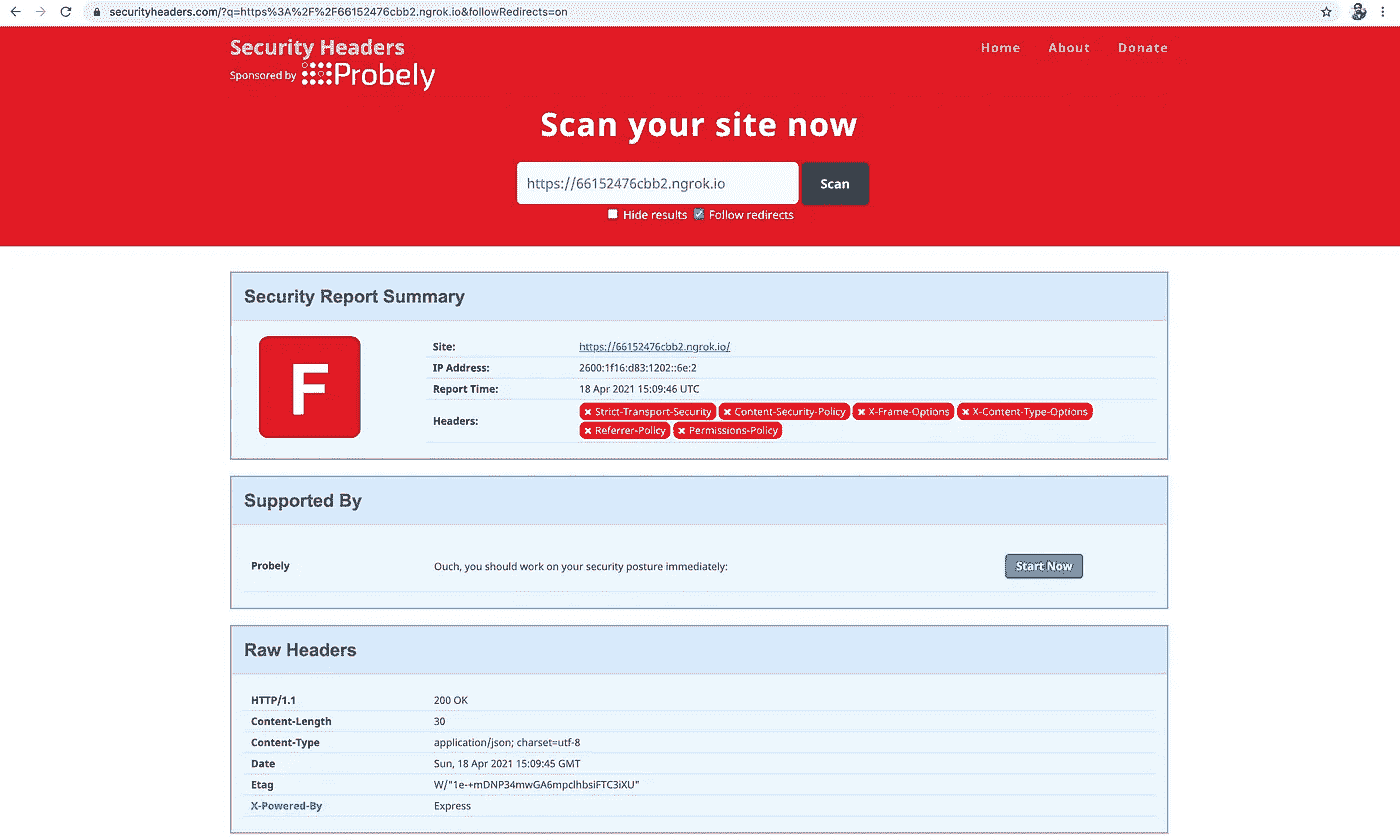 securityheaders.com/?q=https%3A%2F%2F66152476cbb2.ngrok.io&followRedirects=on
Security Headers
Home About Donate
Sponsored by Probely
Scan your site now
https://66152476cbb2.ngrok.io Scan
Hide results Follow redirects
Security Report Summary
F
Site: https://66152476cbb2.ngrok.io/
IP Address: 2600:1f16:d83:1202::6e:2
Report Time: 18 Apr 2021 15:09:46 UTC
Headers: Strict-Transport-Security Content-Security-Policy X-Frame-Options X-Content-Type-Options
Referrer-Policy Permissions-Policy
Supported By
Probely Ouch, you should work on your security posture immediately: Start Now
Raw Headers
HTTP/1.1 200 OK
Content-Length 30
Content-Type application/json; charset=utf-8
Date Sun, 18 Apr 2021 15:09:45 GMT
Etag W/"1e-+mDNP34mwGA6mpclhbsiFTC3iXU"
X-Powered-By Express